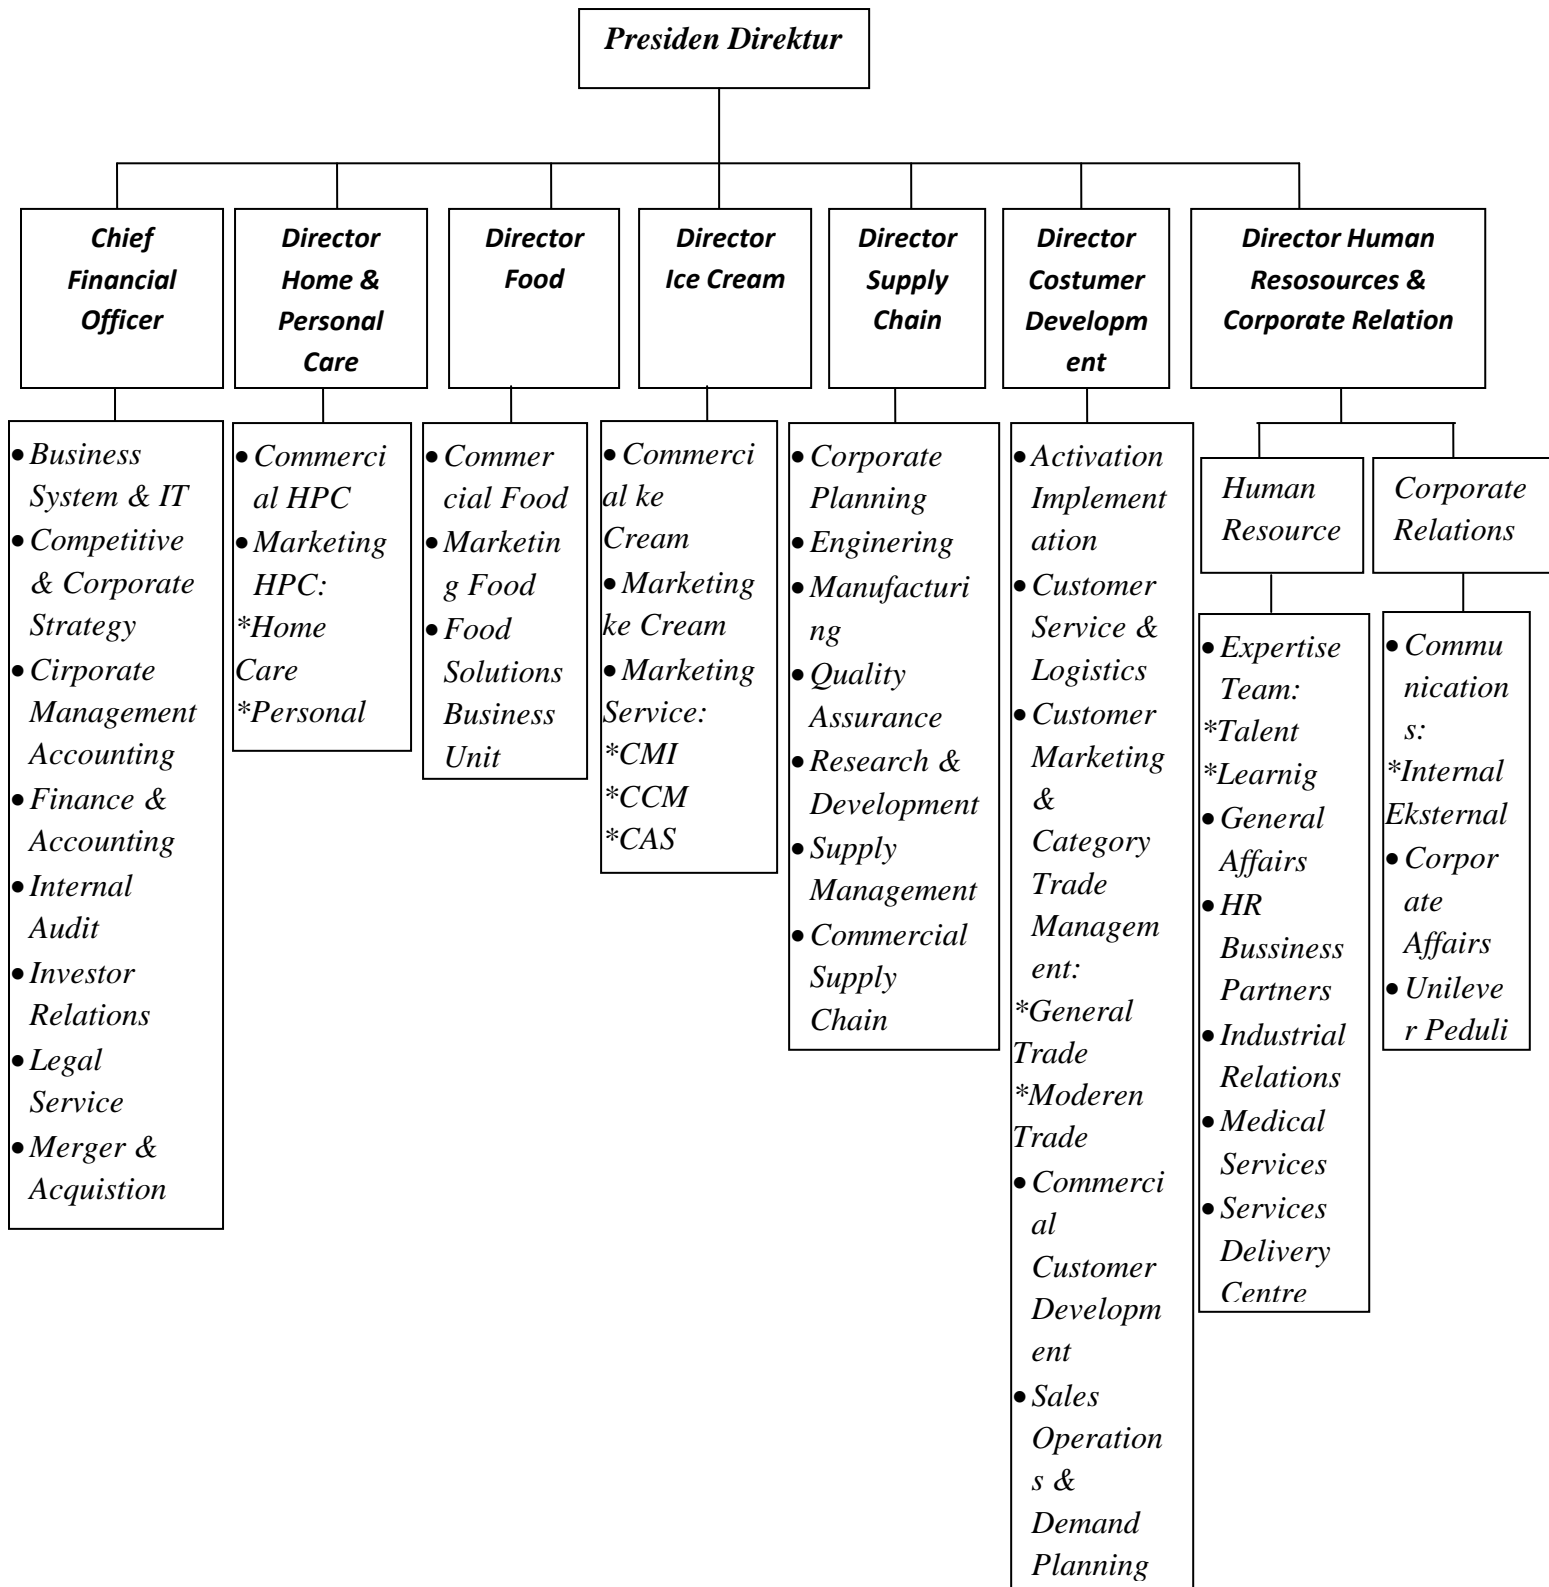 Presiden Direktur
Chief
Financial
Officer
Director
Home &
Personal
Care
Director
Food
Director
Ice Cream
Director
Supply
Chain
Director
Costumer
Developm
ent
Director Human
Resosources &
Corporate Relation
• Business
System & IT
• Competitive
& Corporate
Strategy
• Cirporate
Management
Accounting
• Finance &
Accounting
• Internal
Audit
• Investor
Relations
• Legal
Service
• Merger &
Acquistion
• Commerci
al HPC
• Marketing
HPC:
*Home
Care
*Personal
• Commer
cial Food
• Marketin
g Food
• Food
Solutions
Business
Unit
• Commerci
al ke
Cream
• Marketing
ke Cream
• Marketing
Service:
*CMI
*CCM
*CAS
• Corporate
Planning
• Enginering
• Manufacturi
ng
• Quality
Assurance
• Research &
Development
• Supply
Management
• Commercial
Supply
Chain
• Activation
Implement
ation
• Customer
Service &
Logistics
• Customer
Marketing
&
Category
Trade
Managem
ent:
*General
Trade
*Moderen
Trade
• Commerci
al
Customer
Developm
ent
• Sales
Operation
s &
Demand
Planning
Human
Resource
• Expertise
Team:
*Talent
*Learnig
• General
Affairs
• HR
Bussiness
Partners
• Industrial
Relations
• Medical
Services
• Services
Delivery
Centre
Corporate
Relations
• Commu
nication
s:
*Internal
Eksternal
• Corpor
ate
Affairs
• Unileve
r Peduli